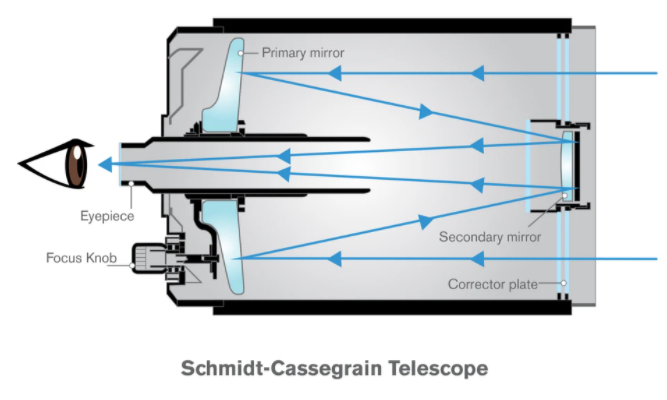 Primary mirror
Eyepiece
Secondary mirror
Focus Knob
Corrector plate
Schmidt-Cassegrain Telescope